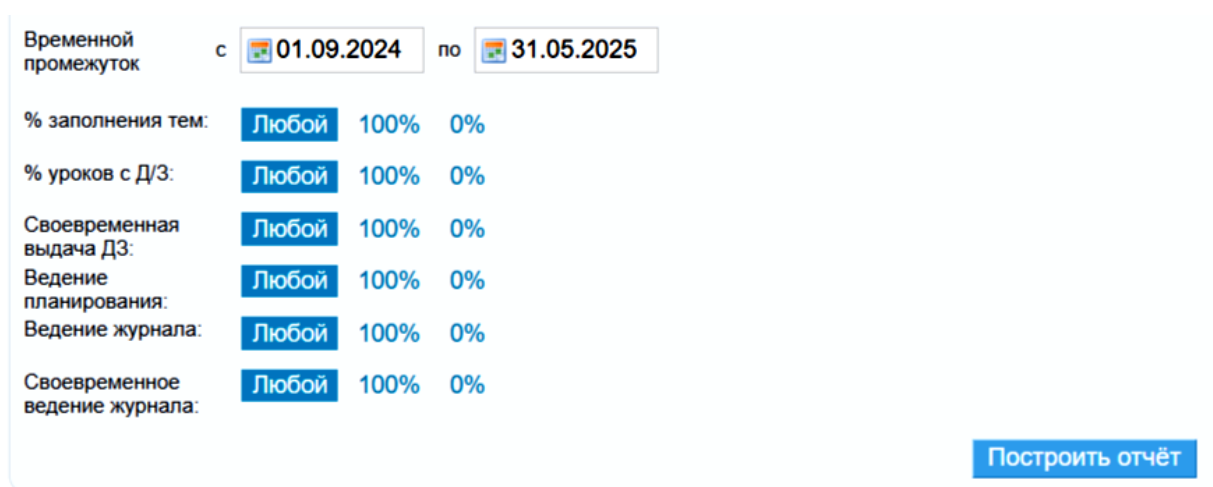 Временной
промежуток
с 01.09.2024 по 31.05.2025
% заполнения тем: Любой 100% 0%
% уроков с Д/З: Любой 100% 0%
Своевременная
выдача ДЗ:
Любой 100% 0%
Ведение
планирования:
Любой 100% 0%
Ведение журнала: Любой 100% 0%
Своевременное
ведение журнала:
Любой 100% 0%
Построить отчёт